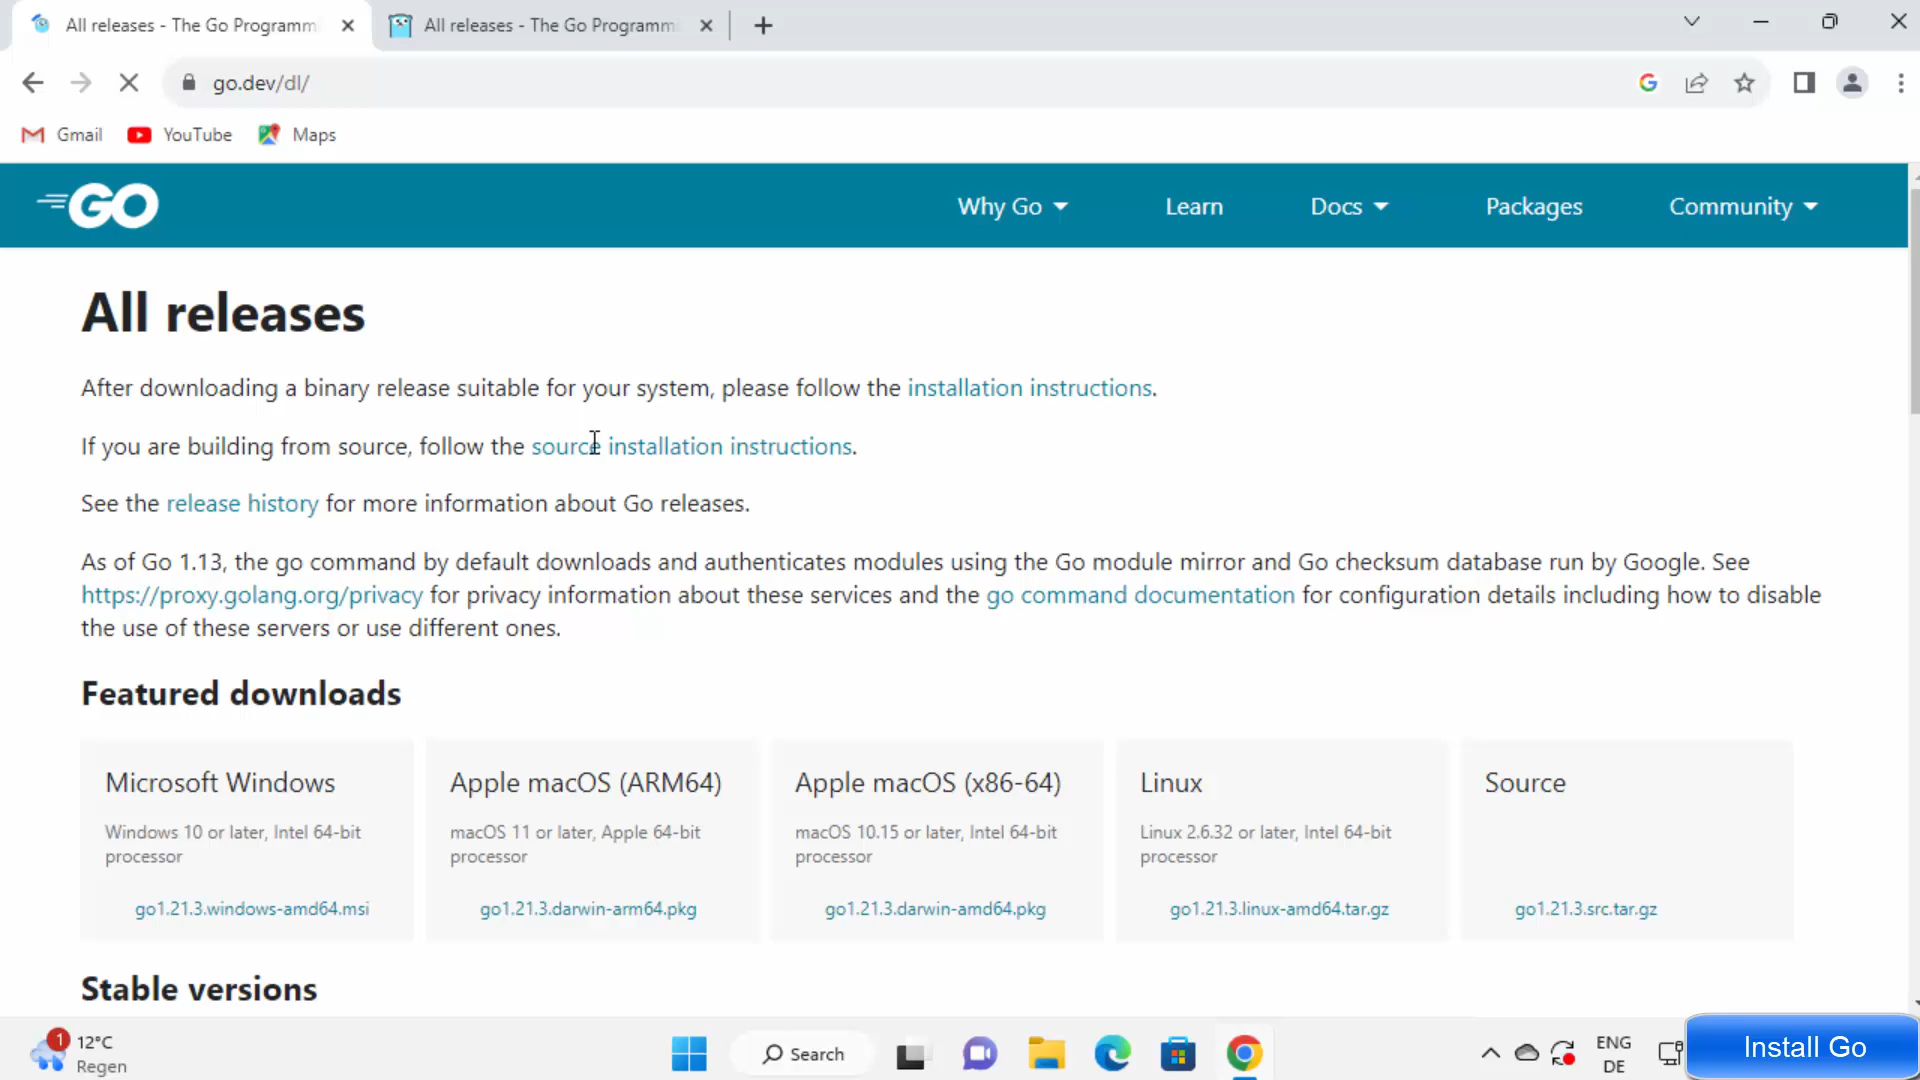 All releases - The Go Programm
All releases - The Go Programm
go.dev/dl/
Gmail
YouTube
Maps
GO
Why Go
Learn
Docs
Packages
Community
All releases
After downloading a binary release suitable for your system, please follow the installation instructions.
If you are building from source, follow the source installation instructions.
See the release history for more information about Go releases.
As of Go 1.13, the go command by default downloads and authenticates modules using the Go module mirror and Go checksum database run by Google. See
https://proxy.golang.org/privacy for privacy information about these services and the go command documentation for configuration details including how to disable
the use of these servers or use different ones.
Featured downloads
Microsoft Windows
Windows 10 or later, Intel 64-bit
processor
go1.21.3.windows-amd64.msi
Apple macOS (ARM64)
macOS 11 or later, Apple 64-bit
processor
go1.21.3.darwin-arm64.pkg
Apple macOS (x86-64)
macOS 10.15 or later, Intel 64-bit
processor
go1.21.3.darwin-amd64.pkg
Linux
Linux 2.6.32 or later, Intel 64-bit
processor
go1.21.3.linux-amd64.tar.gz
Source
go1.21.3.src.tar.gz
Stable versions
1
12°C
Regen
Search
ENG
DE
Install Go